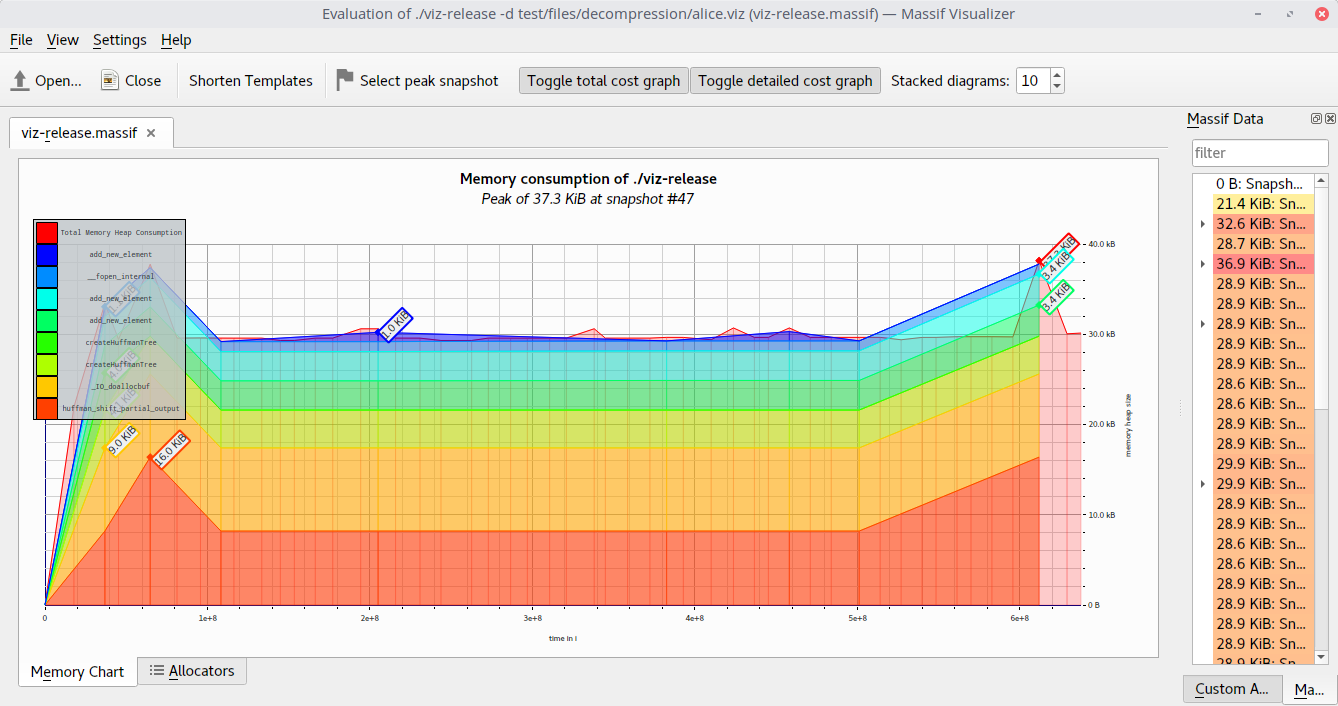 Evaluation of ./viz-release -d test/files/decompression/alice.viz (viz-release.massif) — Massif Visualizer
File View Settings Help
Open... Close Shorten Templates Select peak snapshot Toggle total cost graph Toggle detailed cost graph Stacked diagrams: 10
viz-release.massif
Memory consumption of ./viz-release
Peak of 37.3 KiB at snapshot #47
Total Memory Heap Consumption
add_new_element
__fopen_internal
add_new_element
add_new_element
createHuffmanTree
createHuffmanTree
_IO_doallocbuf
huffman_shift_partial_output
9.0 KiB
16.0 KiB
1.0 KiB
3.4 KiB
3.4 KiB
40.0 kB
30.0 kB
20.0 kB
10.0 kB
0 B
memory heap size
0 1e+8 2e+8 3e+8 4e+8 5e+8 6e+8
time in i
Memory Chart Allocators
Massif Data
filter
0 B: Snapsh...
21.4 KiB: Sn...
32.6 KiB: Sn...
28.7 KiB: Sn...
36.9 KiB: Sn...
28.9 KiB: Sn...
28.9 KiB: Sn...
28.9 KiB: Sn...
28.9 KiB: Sn...
28.9 KiB: Sn...
28.6 KiB: Sn...
28.6 KiB: Sn...
28.9 KiB: Sn...
28.9 KiB: Sn...
29.9 KiB: Sn...
29.9 KiB: Sn...
28.9 KiB: Sn...
28.9 KiB: Sn...
28.6 KiB: Sn...
28.6 KiB: Sn...
28.9 KiB: Sn...
28.9 KiB: Sn...
28.9 KiB: Sn...
28.9 KiB: Sn...
28.9 KiB: Sn...
Custom A... Ma...